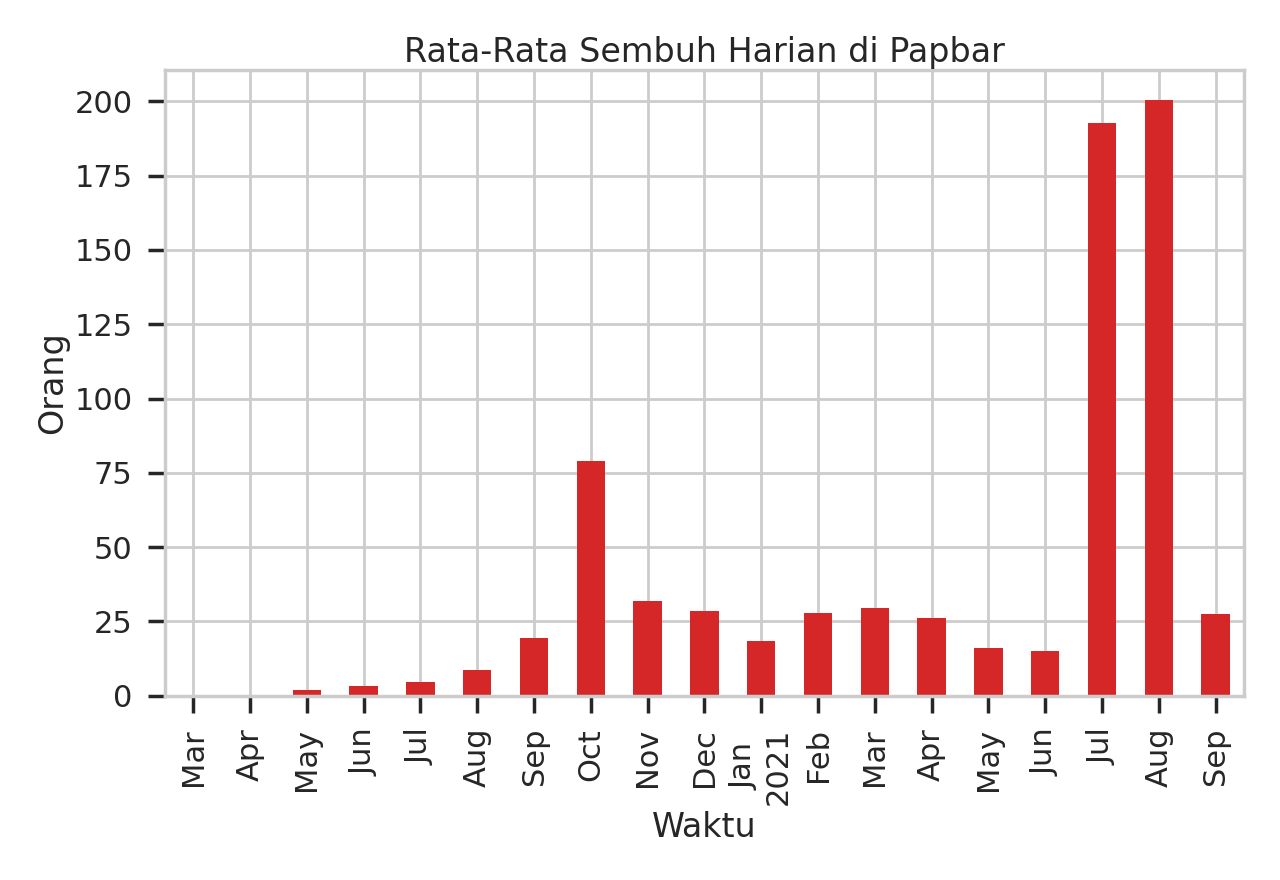 Rata-Rata Sembuh Harian di Papbar
Orang
200
175
150
125
100
75
50
25
0
Mar
Apr
May
Jun
Jul
Aug
Sep
Oct
Nov
Dec
Jan
2021
Feb
Mar
Apr
May
Jun
Jul
Aug
Sep
Waktu